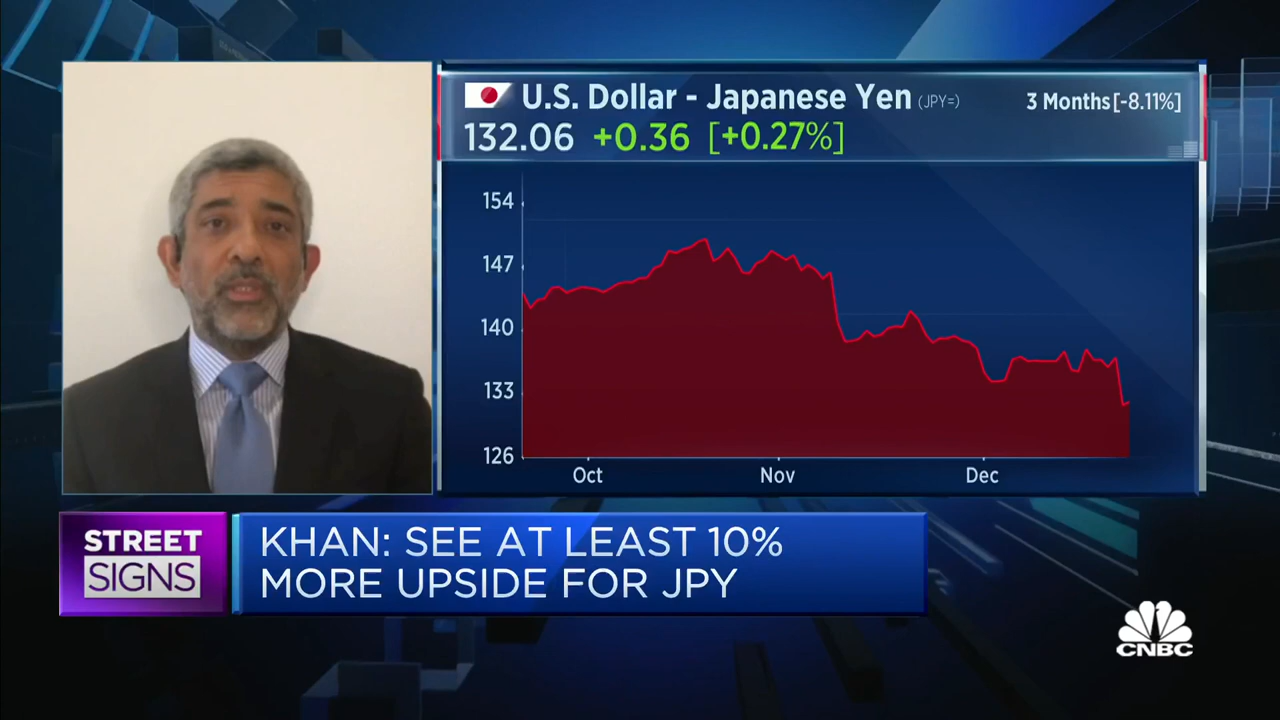 U.S. Dollar - Japanese Yen (JPY=) 3 Months[-8.11%]
132.06 +0.36 [+0.27%]
154
147
140
133
126
Oct Nov Dec
STREET
SIGNS
KHAN: SEE AT LEAST 10%
MORE UPSIDE FOR JPY
CNBC